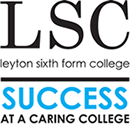 LSC
leyton sixth form college
SUCCESS
AT A CARING COLLEGE